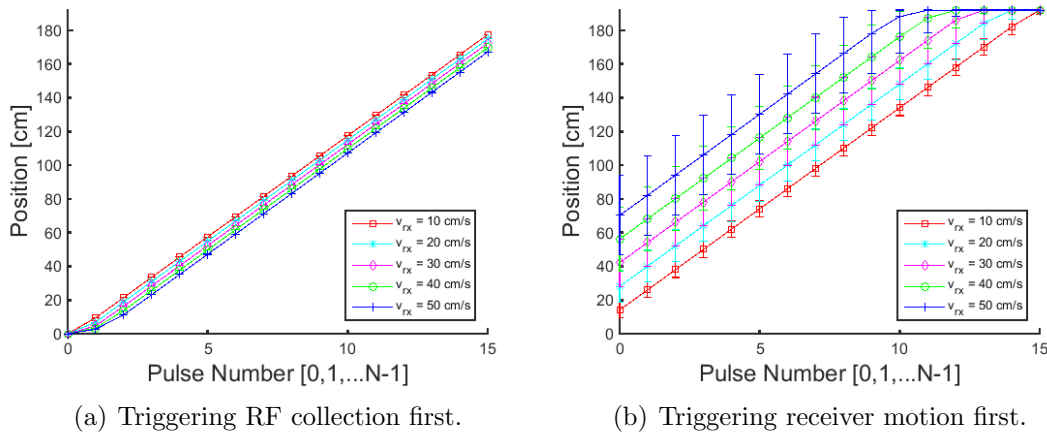 180
160
140
120
100
80
60
40
20
0
Position [cm]
v_rx = 10 cm/s
v_rx = 20 cm/s
v_rx = 30 cm/s
v_rx = 40 cm/s
v_rx = 50 cm/s
0 5 10 15
Pulse Number [0,1,...N-1]
(a) Triggering RF collection first.
180
160
140
120
100
80
60
40
20
0
Position [cm]
v_rx = 10 cm/s
v_rx = 20 cm/s
v_rx = 30 cm/s
v_rx = 40 cm/s
v_rx = 50 cm/s
0 5 10 15
Pulse Number [0,1,...N-1]
(b) Triggering receiver motion first.